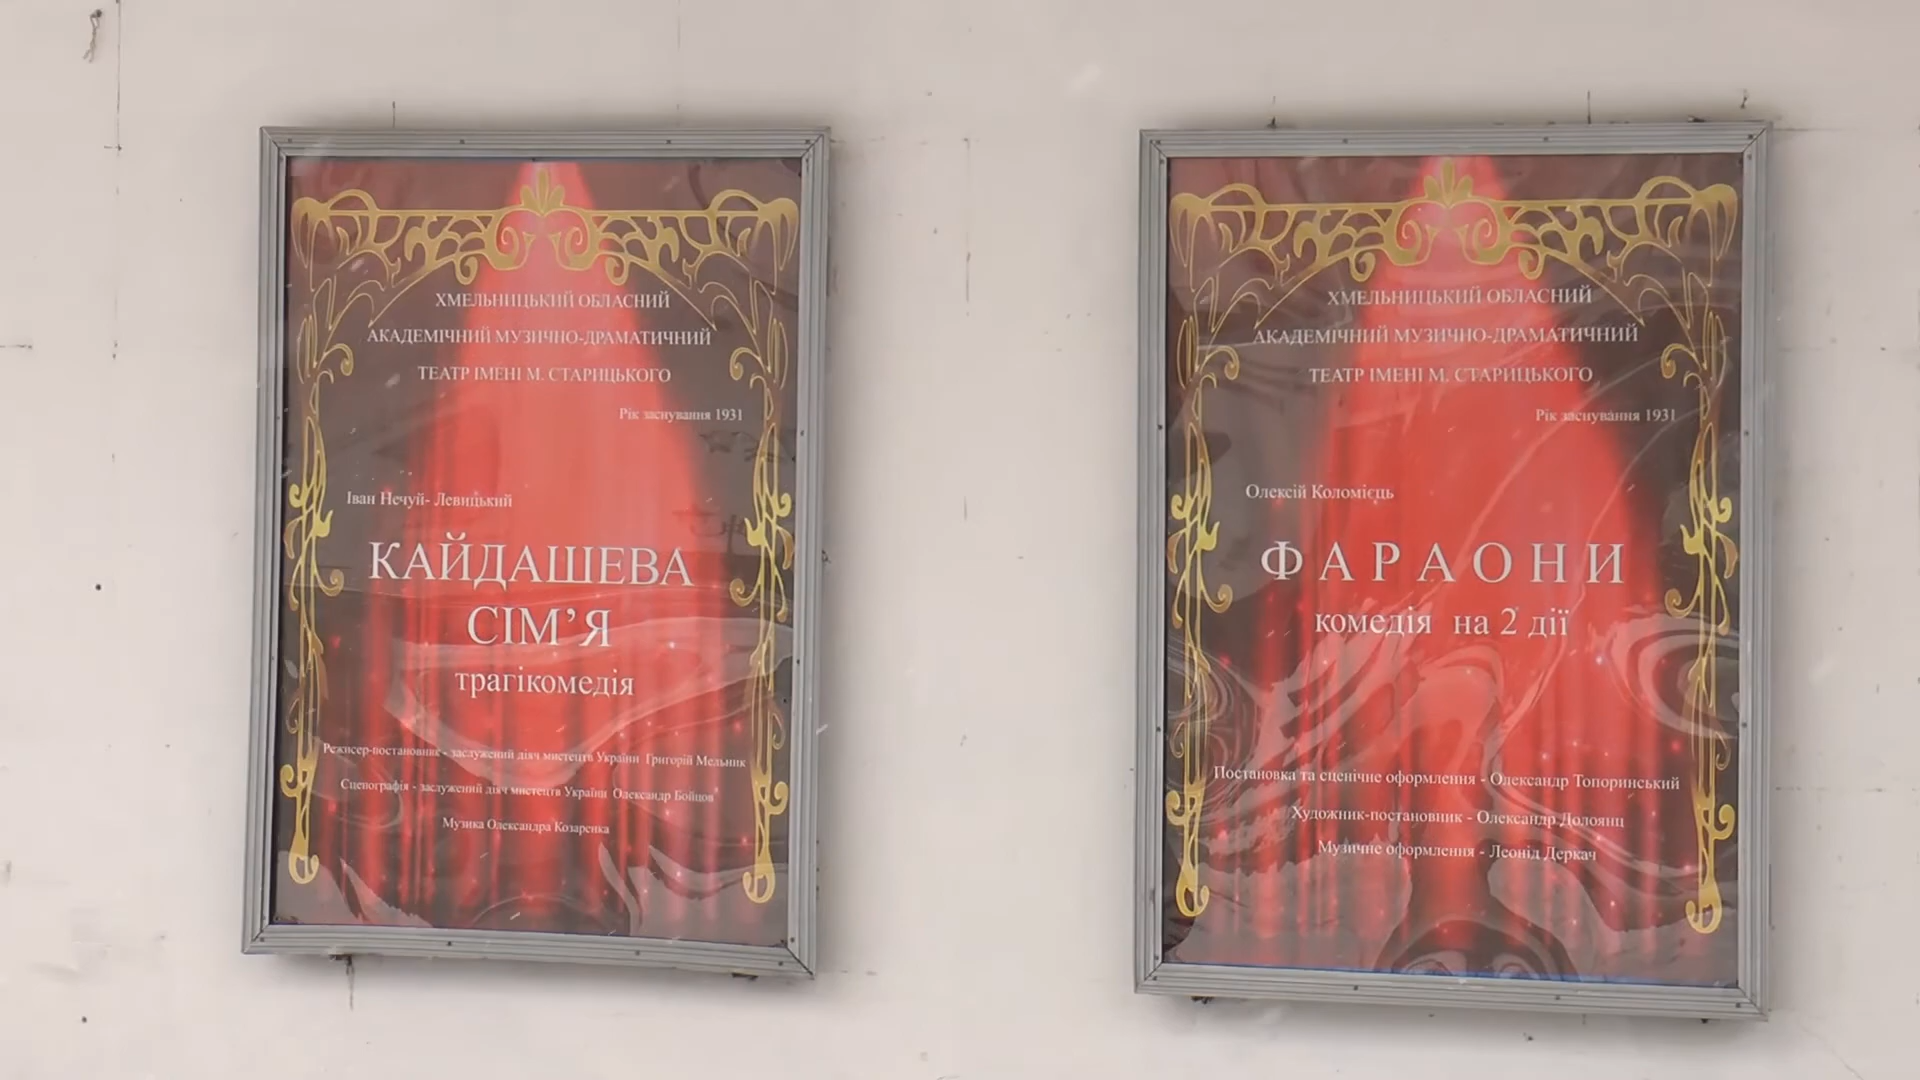 ХМЕЛЬНИЦЬКИЙ ОБЛАСНИЙ
АКАДЕМІЧНИЙ МУЗИЧНО-ДРАМАТИЧНИЙ
ТЕАТР ІМЕНІ М. СТАРИЦЬКОГО
Рік заснування 1931
Іван Нечуй- Левицький
КАЙДАШЕВА
СІМ’Я
трагікомедія
Режисер-постановник - заслужений діяч мистецтв України Григорій Мельник
Сценографія - заслужений діяч мистецтв України Олександр Бойцов
Музика Олександра Козаренка
ХМЕЛЬНИЦЬКИЙ ОБЛАСНИЙ
АКАДЕМІЧНИЙ МУЗИЧНО-ДРАМАТИЧНИЙ
ТЕАТР ІМЕНІ М. СТАРИЦЬКОГО
Рік заснування 1931
Олексій Коломієць
ФАРАОНИ
комедія на 2 дії
Постановка та сценічне оформлення - Олександр Топоринський
Художник-постановник - Олександр Долоянц
Музичне оформлення - Леонід Деркач